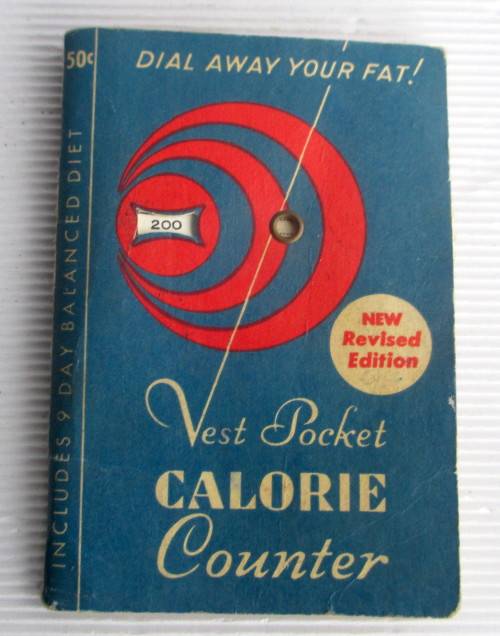 50¢
DIAL AWAY YOUR FAT!
INCLUDES 9 DAY BALANCED DIET
200
NEW
Revised
Edition
Vest Pocket
CALORIE
Counter